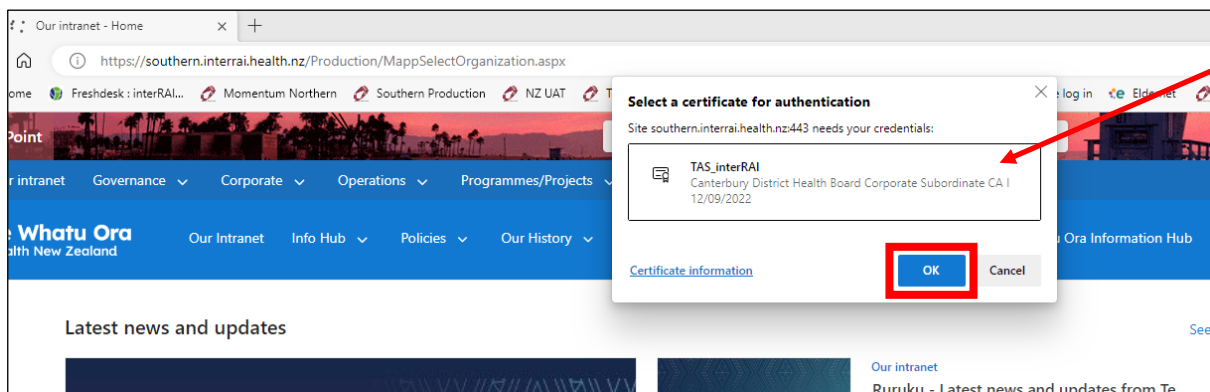 Our intranet - Home
https://southern.interrai.health.nz/Production/MappSelectOrganization.aspx
ome Freshdesk : interRAI... Momentum Northern Southern Production NZ UAT T log in Eldernet
Select a certificate for authentication
Site southern.interrai.health.nz:443 needs your credentials:
Point
TAS_interRAI
Canterbury District Health Board Corporate Subordinate CA I
12/09/2022
r intranet Governance Corporate Operations Programmes/Projects
Whatu Ora
alth New Zealand
Our Intranet Info Hub Policies Our History Ora Information Hub
Certificate information OK Cancel
Latest news and updates
See
Our intranet
Ruruku - Latest news and updates from Te